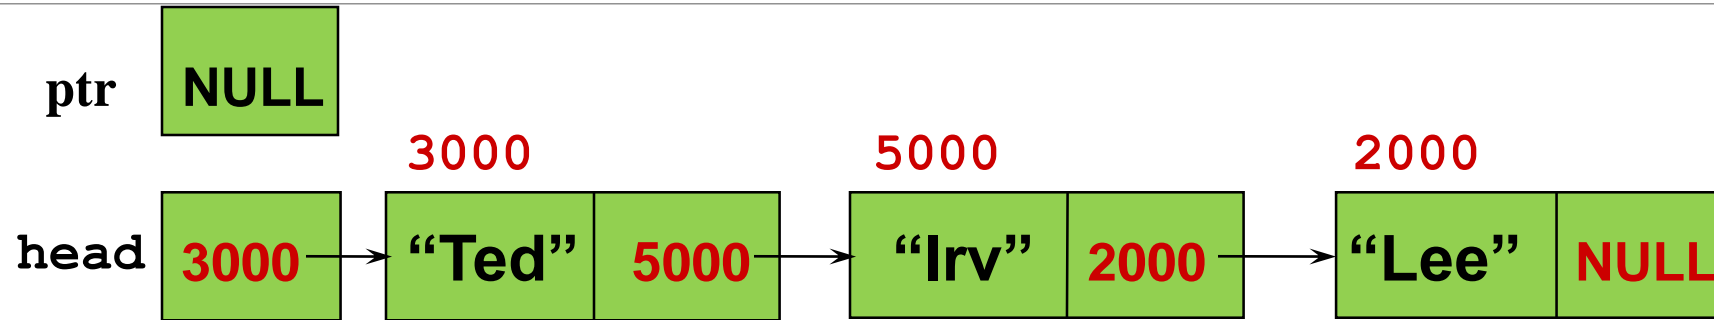 ptr NULL
3000 5000 2000
head 3000 “Ted” 5000 “Irv” 2000 “Lee” NULL